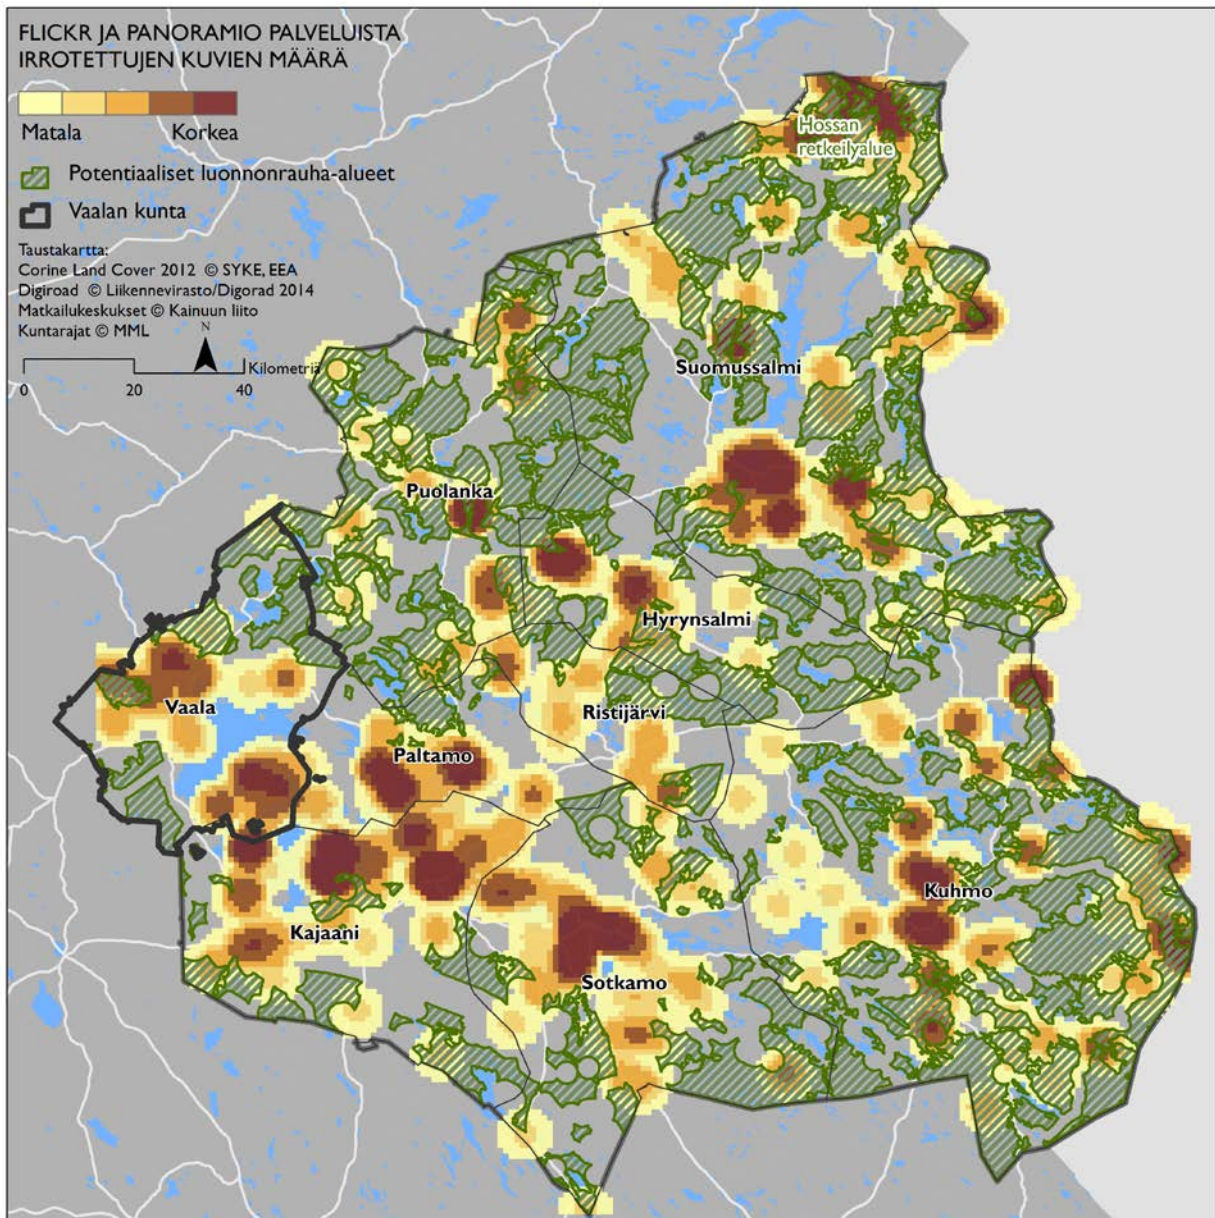 FLICKR JA PANORAMIO PALVELUISTA
IRROTETTUJEN KUVIEN MÄÄRÄ
Matala Korkea
Potentiaaliset luonnonrauha-alueet
Vaalan kunta
Taustakartta:
Corine Land Cover 2012 © SYKE, EEA
Digiroad © Liikennevirasto/Digorad 2014
Matkailukeskukset © Kainuun liito
Kuntarajat © MML
N
Kilometriä
0 20 40
Hossan
retkeilyalue
Suomussalmi
Puolanka
Hyrynsalmi
Vaala
Ristijärvi
Paltamo
Kuhmo
Kajaani
Sotkamo